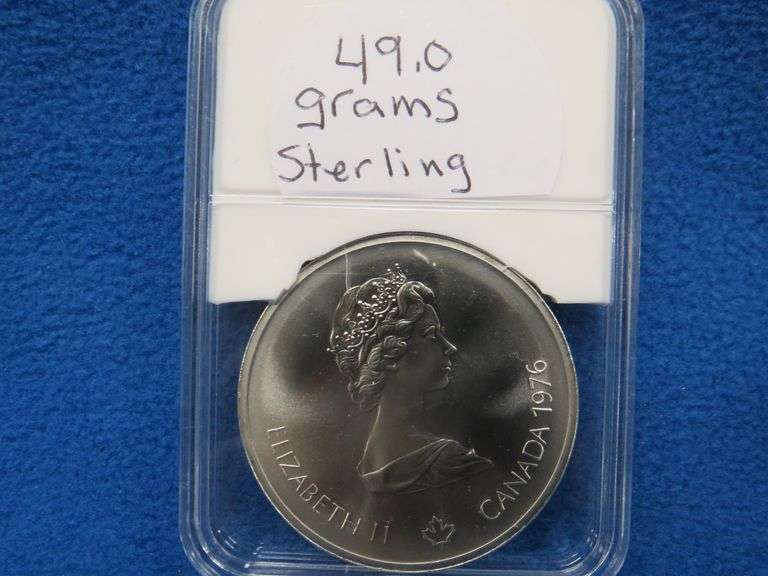 49.0
grams
Sterling
ELIZABETH II
CANADA 1976